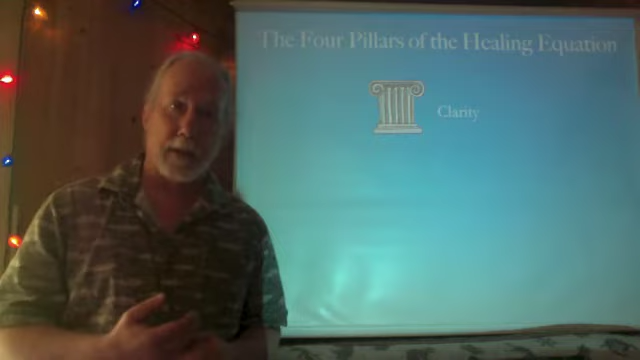 The Four Pillars of the Healing Equation
Clarity